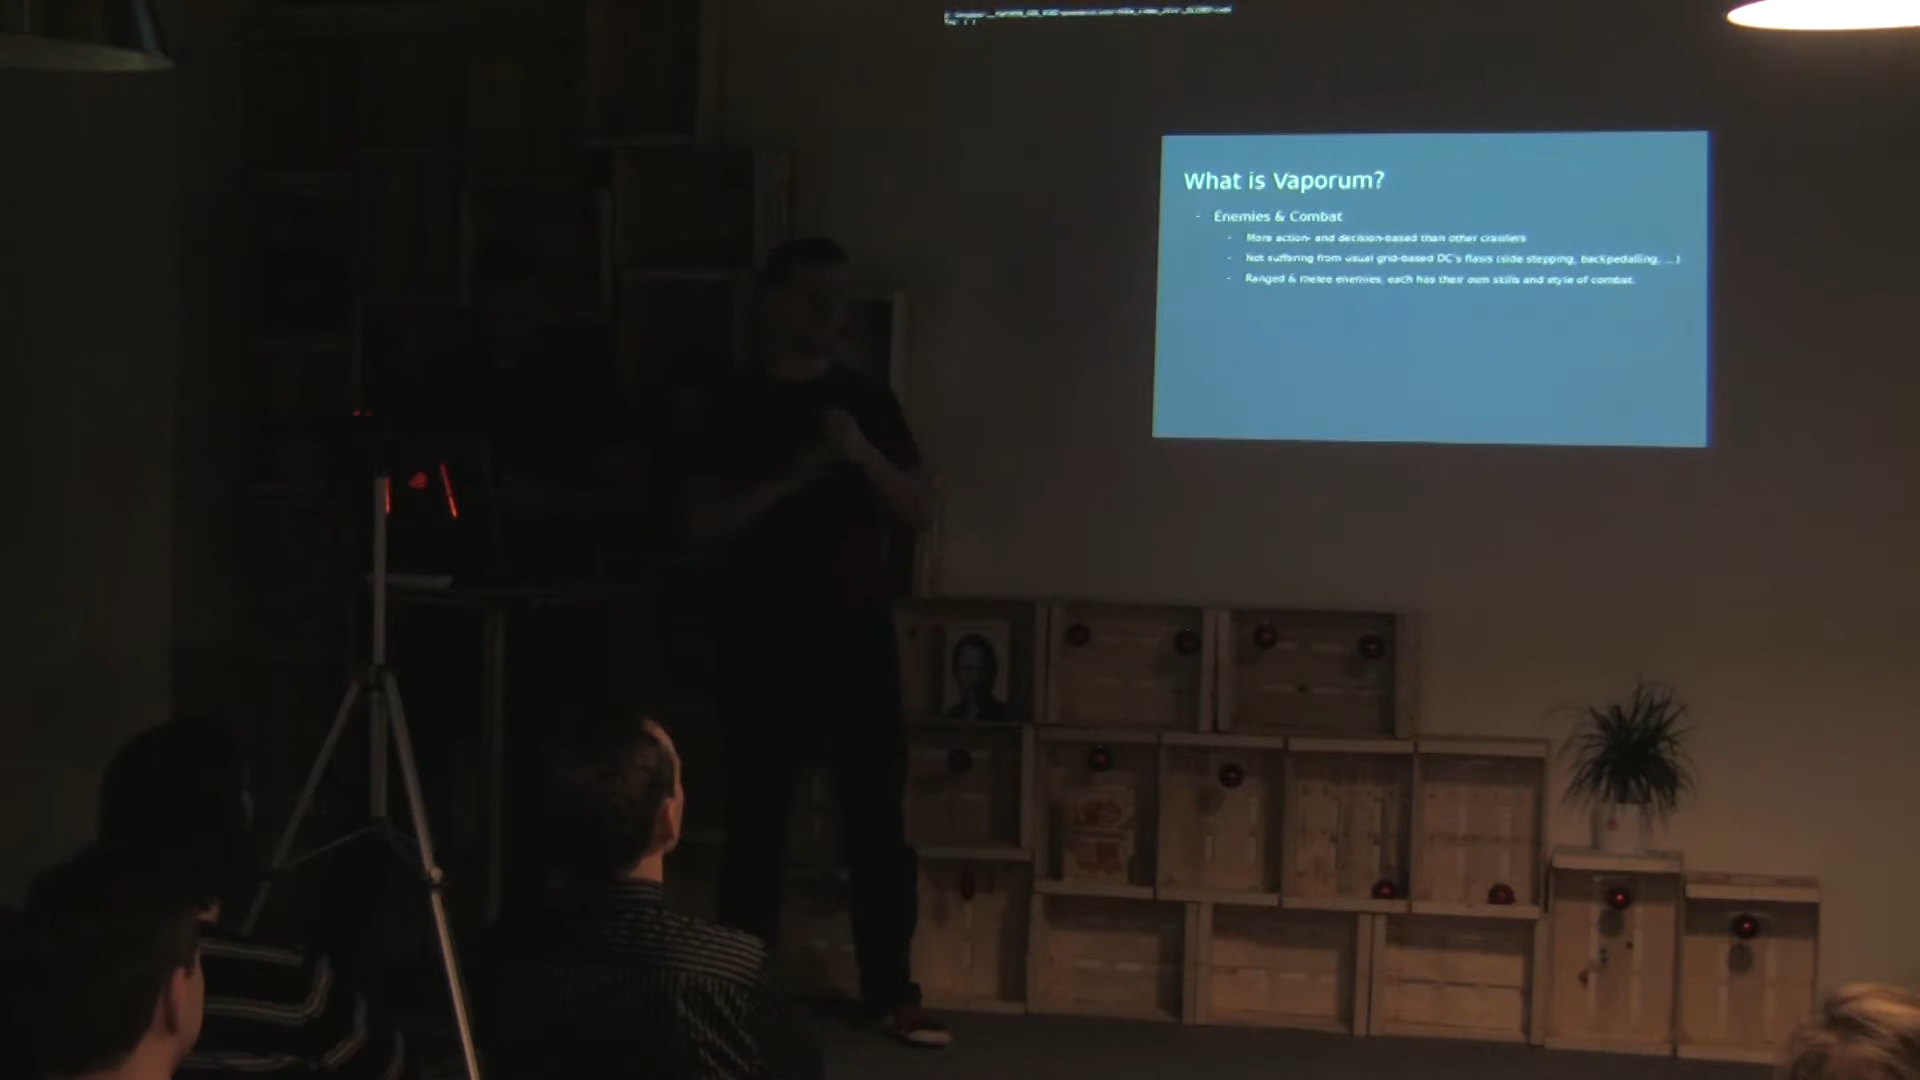 What is Vaporum?
- Enemies & Combat
- More action- and decision-based than other crawlers
- Not suffering from usual grid-based DC's flaws (side stepping, backpedalling, ...)
- Ranged & melee enemies, each has their own skills and style of combat.